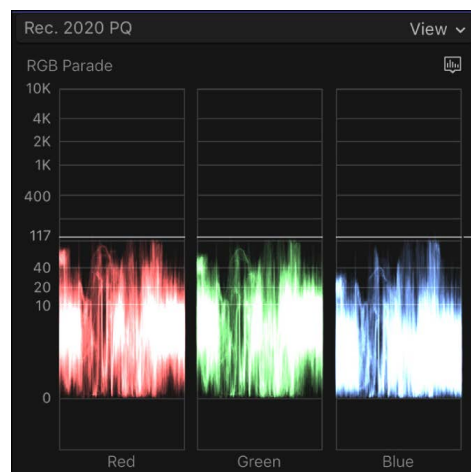 Rec. 2020 PQ View
RGB Parade
10K
4K
2K
1K
400
117
40
20
10
0
Red Green Blue